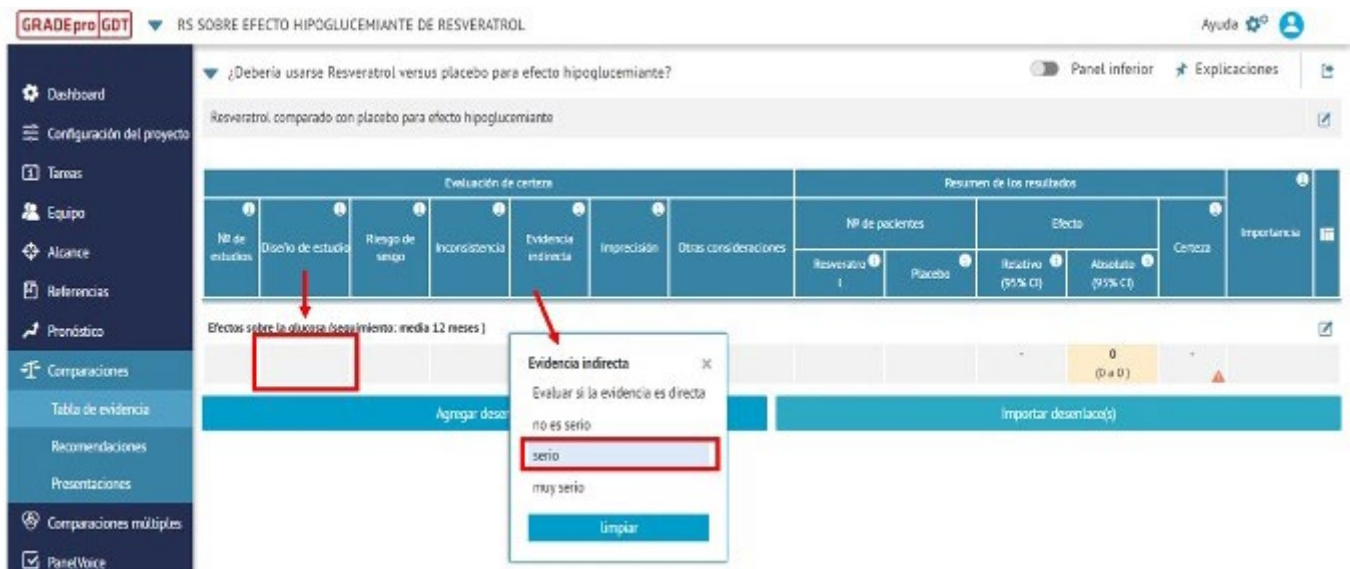 GRADEpro GDT
RS SOBRE EFECTO HIPOGLUCEMIANTE DE RESVERATROL
Ayuda
¿Debería usarse Resveratrol versus placebo para efecto hipoglucemiante?
Panel inferior
Explicaciones
Resveratrol comparado con placebo para efecto hipoglucemiante
Dashboard
Configuración del proyecto
Tareas
Equipo
Alcance
Referencias
Pronóstico
Comparaciones
Tabla de evidencia
Recomendaciones
Presentaciones
Comparaciones múltiples
PanelVoice
Evaluación de certeza
Resumen de los resultados
Importancia
Nº de
estudios
Diseño de estudio
Riesgo de
sesgo
Inconsistencia
Evidencia
indirecta
Imprecisión
Otras consideraciones
Nº de pacientes
Efecto
Certeza
Resveratro
l
Placebo
Relativo
(95% CI)
Absoluto
(95% CI)
Efectos sobre la glucosa (seguimiento: media 12 meses )
-
0
(0 a 0 )
-
Agregar desen
Importar desenlace(s)
Evidencia indirecta
Evaluar si la evidencia es directa
no es serio
serio
muy serio
limpiar